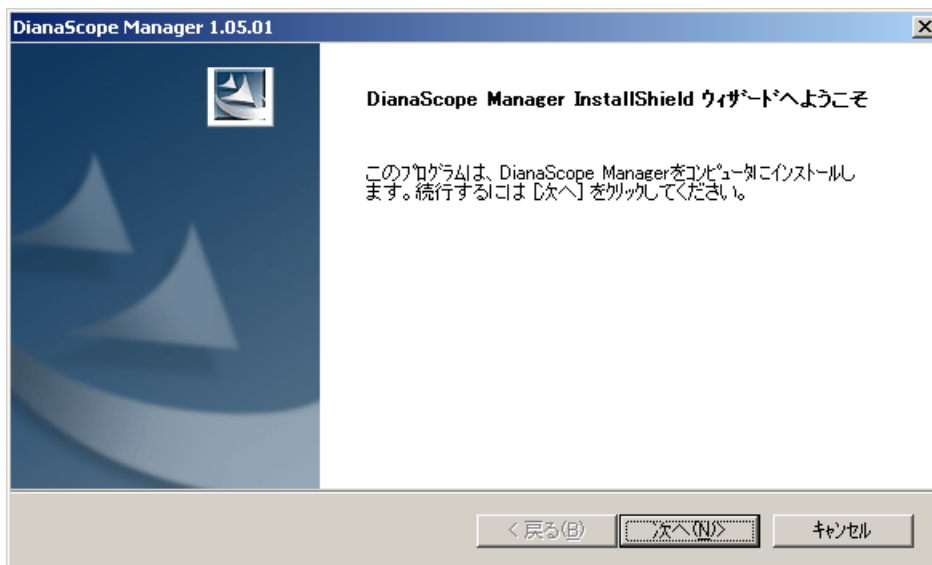 DianaScope Manager 1.05.01
DianaScope Manager InstallShield ウィザードへようこそ
このプログラムは、DianaScope Managerをコンピュータにインストールし
ます。続行するには [次へ] をクリックしてください。
< 戻る(B)
次へ(N)>
キャンセル